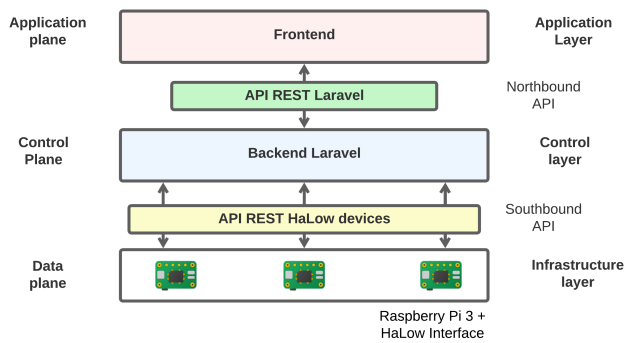 Application
plane
Frontend
Application
Layer
API REST Laravel
Northbound
API
Control
Plane
Backend Laravel
Control
layer
API REST HaLow devices
Southbound
API
Data
plane
Infrastructure
layer
Raspberry Pi 3 +
HaLow Interface